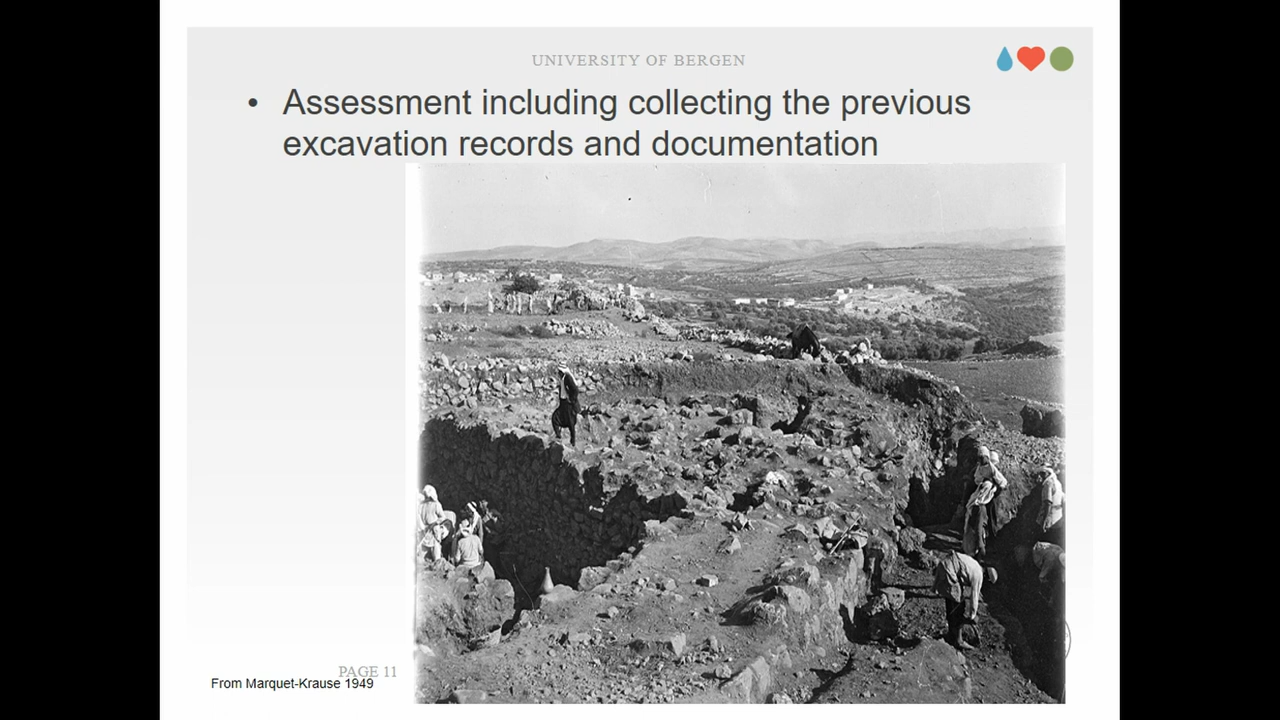 UNIVERSITY OF BERGEN
• Assessment including collecting the previous
excavation records and documentation
PAGE 11
From Marquet-Krause 1949